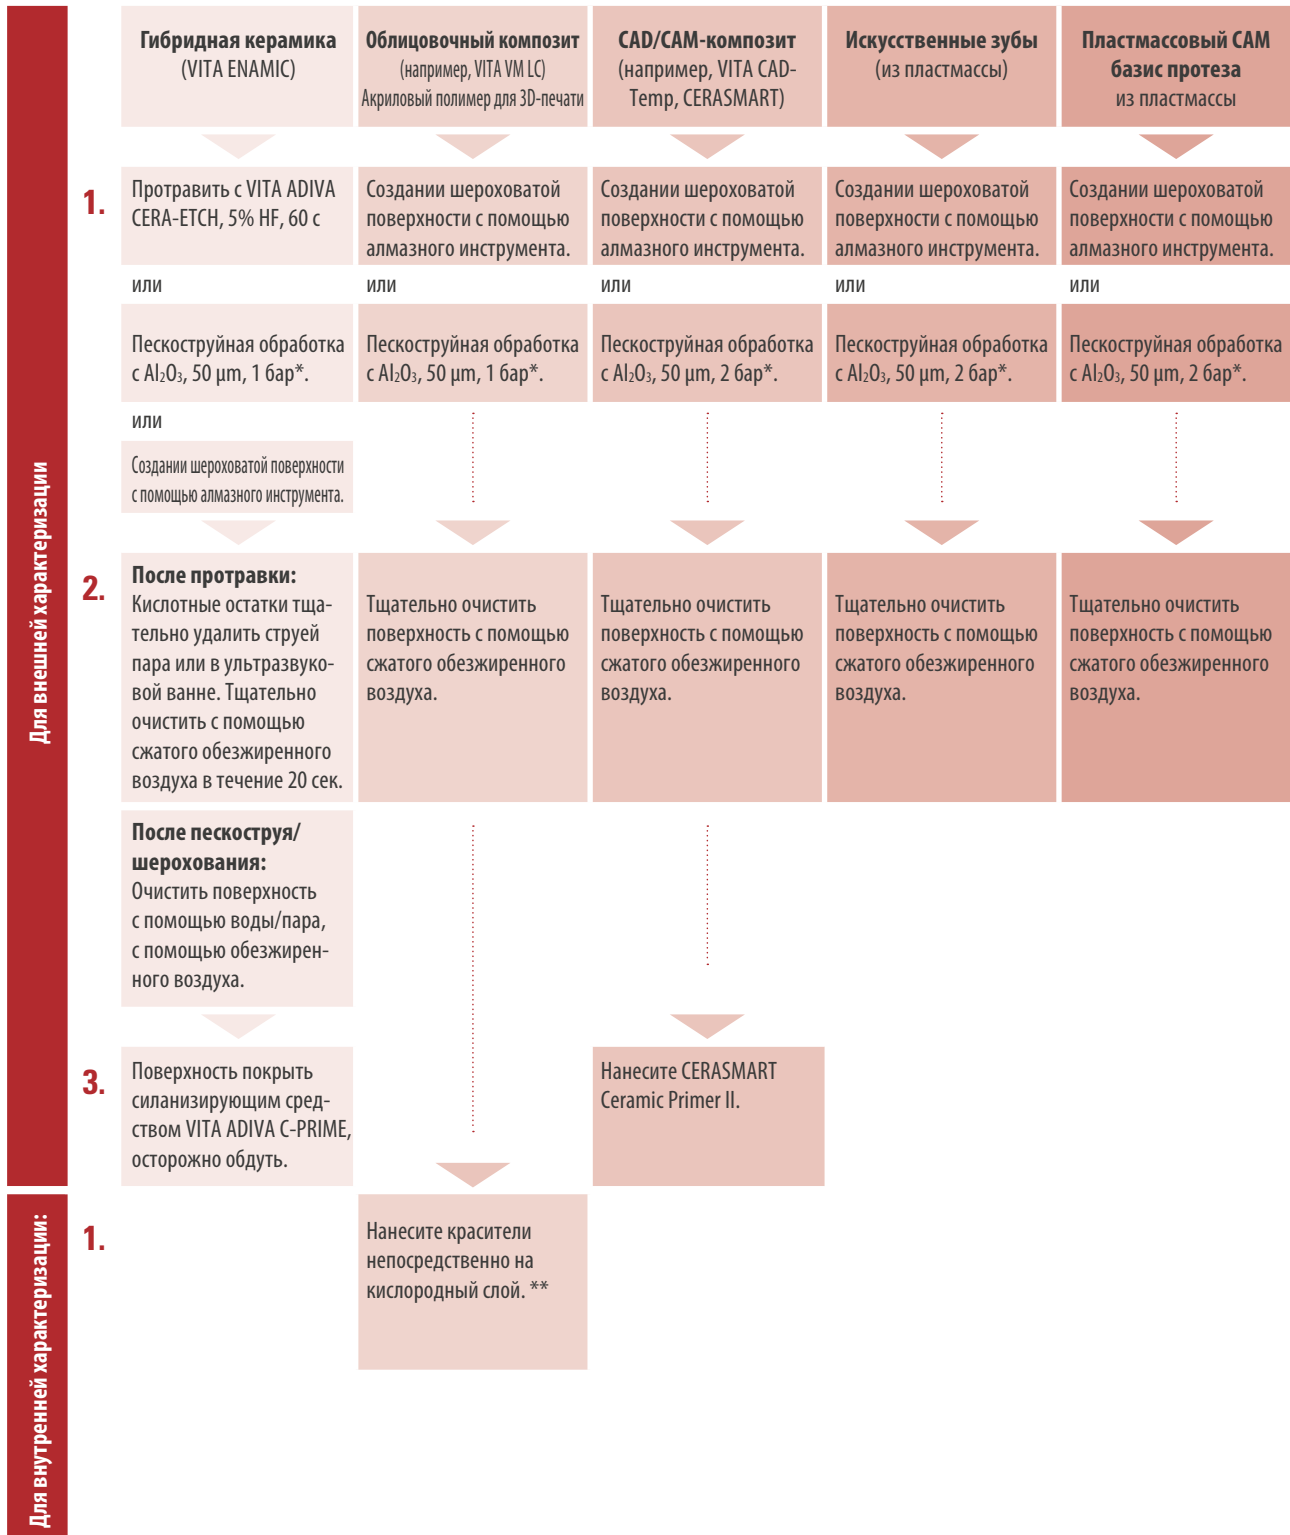 Гибридная керамика
(VITA ENAMIC)
Облицовочный композит
(например, VITA VM LC)
Акриловый полимер для 3D-печати
CAD/CAM-композит
(например, VITA CAD-
Temp, CERASMART)
Искусственные зубы
(из пластмассы)
Пластмассовый CAM
базис протеза
из пластмассы
Для внешней характеризации
1.
Протравить с VITA ADIVA
CERA-ETCH, 5% HF, 60 с
Создании шероховатой
поверхности с помощью
алмазного инструмента.
Создании шероховатой
поверхности с помощью
алмазного инструмента.
Создании шероховатой
поверхности с помощью
алмазного инструмента.
Создании шероховатой
поверхности с помощью
алмазного инструмента.
или
или
или
или
или
Пескоструйная обработка
с Al₂O₃, 50 µm, 1 бар*.
Пескоструйная обработка
с Al₂O₃, 50 µm, 1 бар*.
Пескоструйная обработка
с Al₂O₃, 50 µm, 2 бар*.
Пескоструйная обработка
с Al₂O₃, 50 µm, 2 бар*.
Пескоструйная обработка
с Al₂O₃, 50 µm, 2 бар*.
или
Создании шероховатой поверхности
с помощью алмазного инструмента.
2.
После протравки:
Кислотные остатки тща-
тельно удалить струей
пара или в ультразвуко-
вой ванне. Тщательно
очистить с помощью
сжатого обезжиренного
воздуха в течение 20 сек.
Тщательно очистить
поверхность с помощью
сжатого обезжиренного
воздуха.
Тщательно очистить
поверхность с помощью
сжатого обезжиренного
воздуха.
Тщательно очистить
поверхность с помощью
сжатого обезжиренного
воздуха.
Тщательно очистить
поверхность с помощью
сжатого обезжиренного
воздуха.
После пескоструя/
шерохования:
Очистить поверхность
с помощью воды/пара,
с помощью обезжирен-
ного воздуха.
3.
Поверхность покрыть
силанизирующим сред-
ством VITA ADIVA C-PRIME,
осторожно обдуть.
Нанесите CERASMART
Ceramic Primer II.
Для внутренней характеризации:
1.
Нанесите красители
непосредственно на
кислородный слой. **